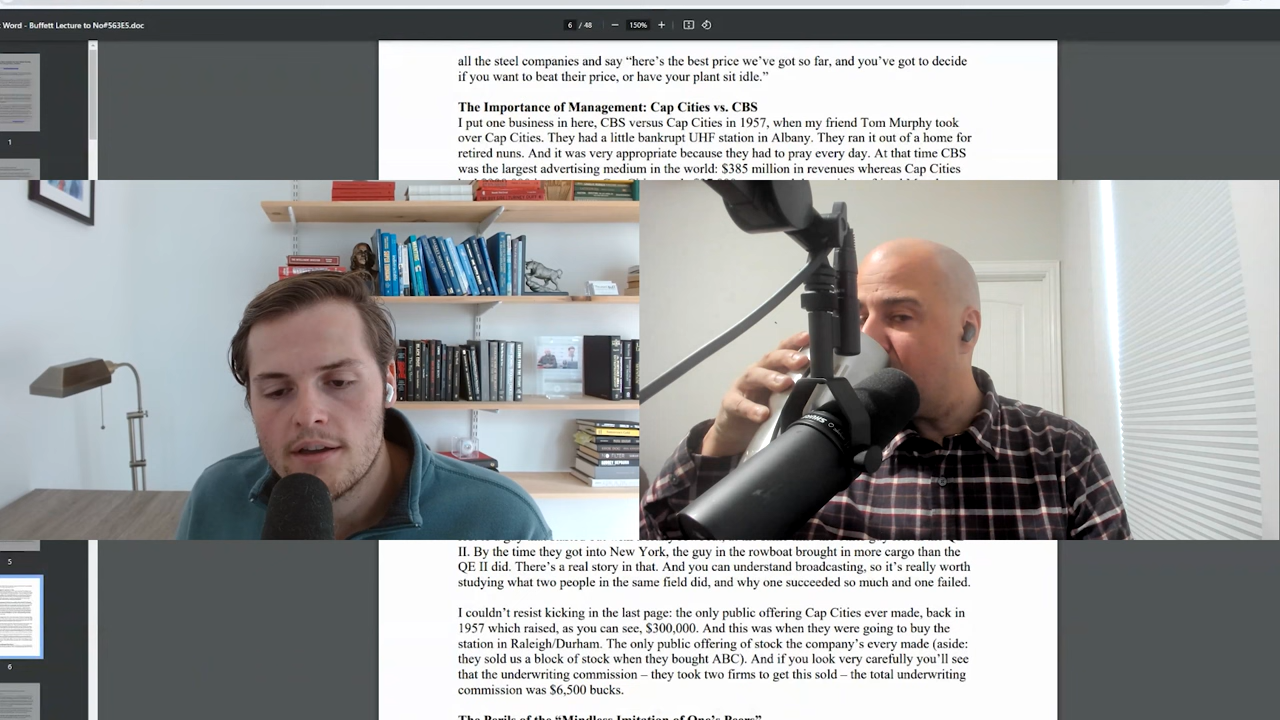 Word - Buffett Lecture to No#563E5.doc
6 / 48
150%
all the steel companies and say “here’s the best price we’ve got so far, and you’ve got to decide
if you want to beat their price, or have your plant sit idle.”
The Importance of Management: Cap Cities vs. CBS
I put one business in here, CBS versus Cap Cities in 1957, when my friend Tom Murphy took
over Cap Cities. They had a little bankrupt UHF station in Albany. They ran it out of a home for
retired nuns. And it was very appropriate because they had to pray every day. At that time CBS
was the largest advertising medium in the world: $385 million in revenues whereas Cap Cities
1
SHURE
5
6
II. By the time they got into New York, the guy in the rowboat brought in more cargo than the
QE II did. There’s a real story in that. And you can understand broadcasting, so it’s really worth
studying what two people in the same field did, and why one succeeded so much and one failed.
I couldn’t resist kicking in the last page: the only public offering Cap Cities ever made, back in
1957 which raised, as you can see, $300,000. And this was when they were going to buy the
station in Raleigh/Durham. The only public offering of stock the company’s every made (aside:
they sold us a block of stock when they bought ABC). And if you look very carefully you’ll see
that the underwriting commission – they took two firms to get this sold – the total underwriting
commission was $6,500 bucks.
The Perils of the “Mindless Imitation of One’s Peers”